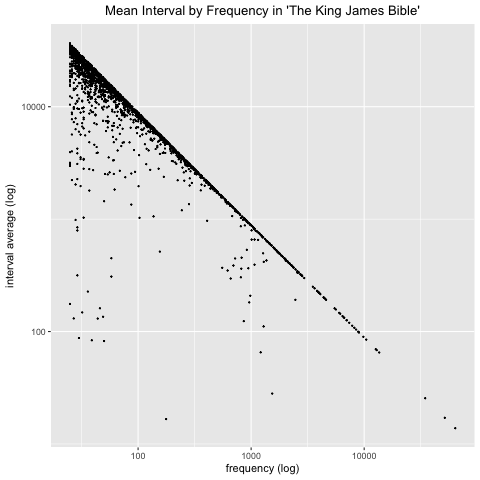 Mean Interval by Frequency in 'The King James Bible'
10000
interval average (log)
100
100
1000
10000
frequency (log)